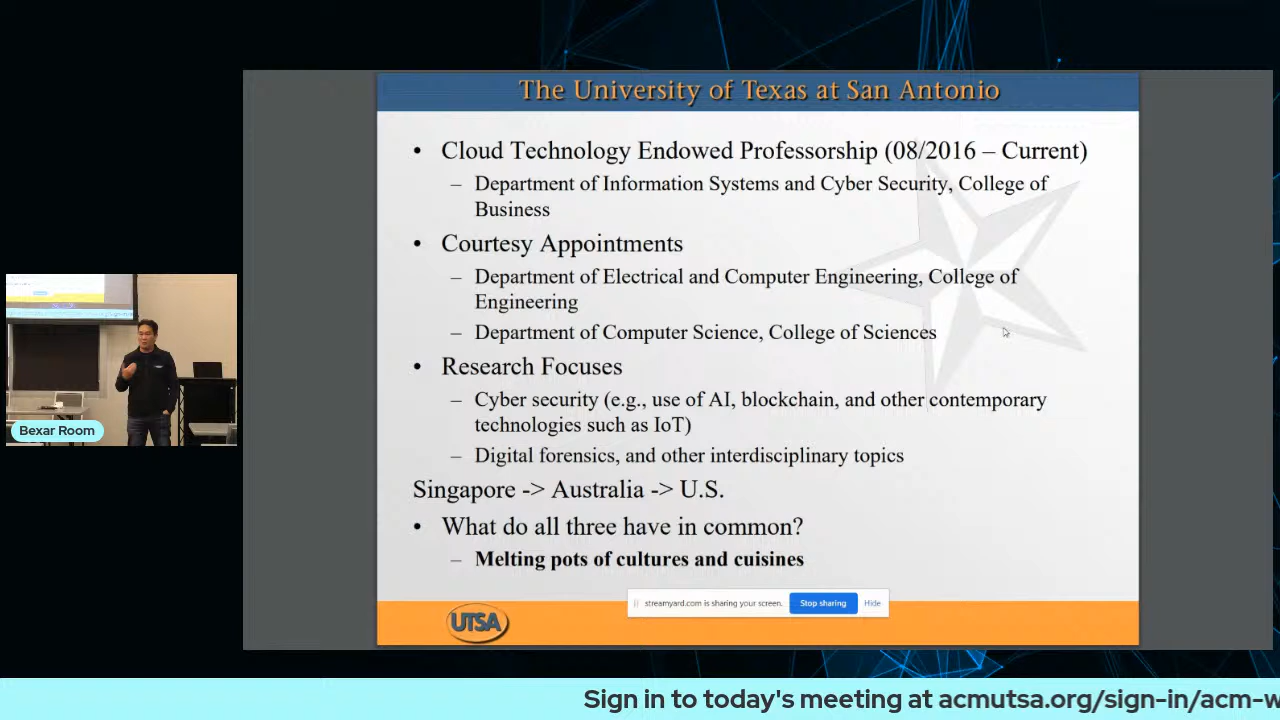 The University of Texas at San Antonio
• Cloud Technology Endowed Professorship (08/2016 – Current)
– Department of Information Systems and Cyber Security, College of
Business
• Courtesy Appointments
– Department of Electrical and Computer Engineering, College of
Engineering
– Department of Computer Science, College of Sciences
• Research Focuses
– Cyber security (e.g., use of AI, blockchain, and other contemporary
technologies such as IoT)
– Digital forensics, and other interdisciplinary topics
Singapore -> Australia -> U.S.
• What do all three have in common?
– Melting pots of cultures and cuisines
streamyard.com is sharing your screen. Stop sharing Hide
UTSA
Bexar Room
Sign in to today's meeting at acmutsa.org/sign-in/acm-w